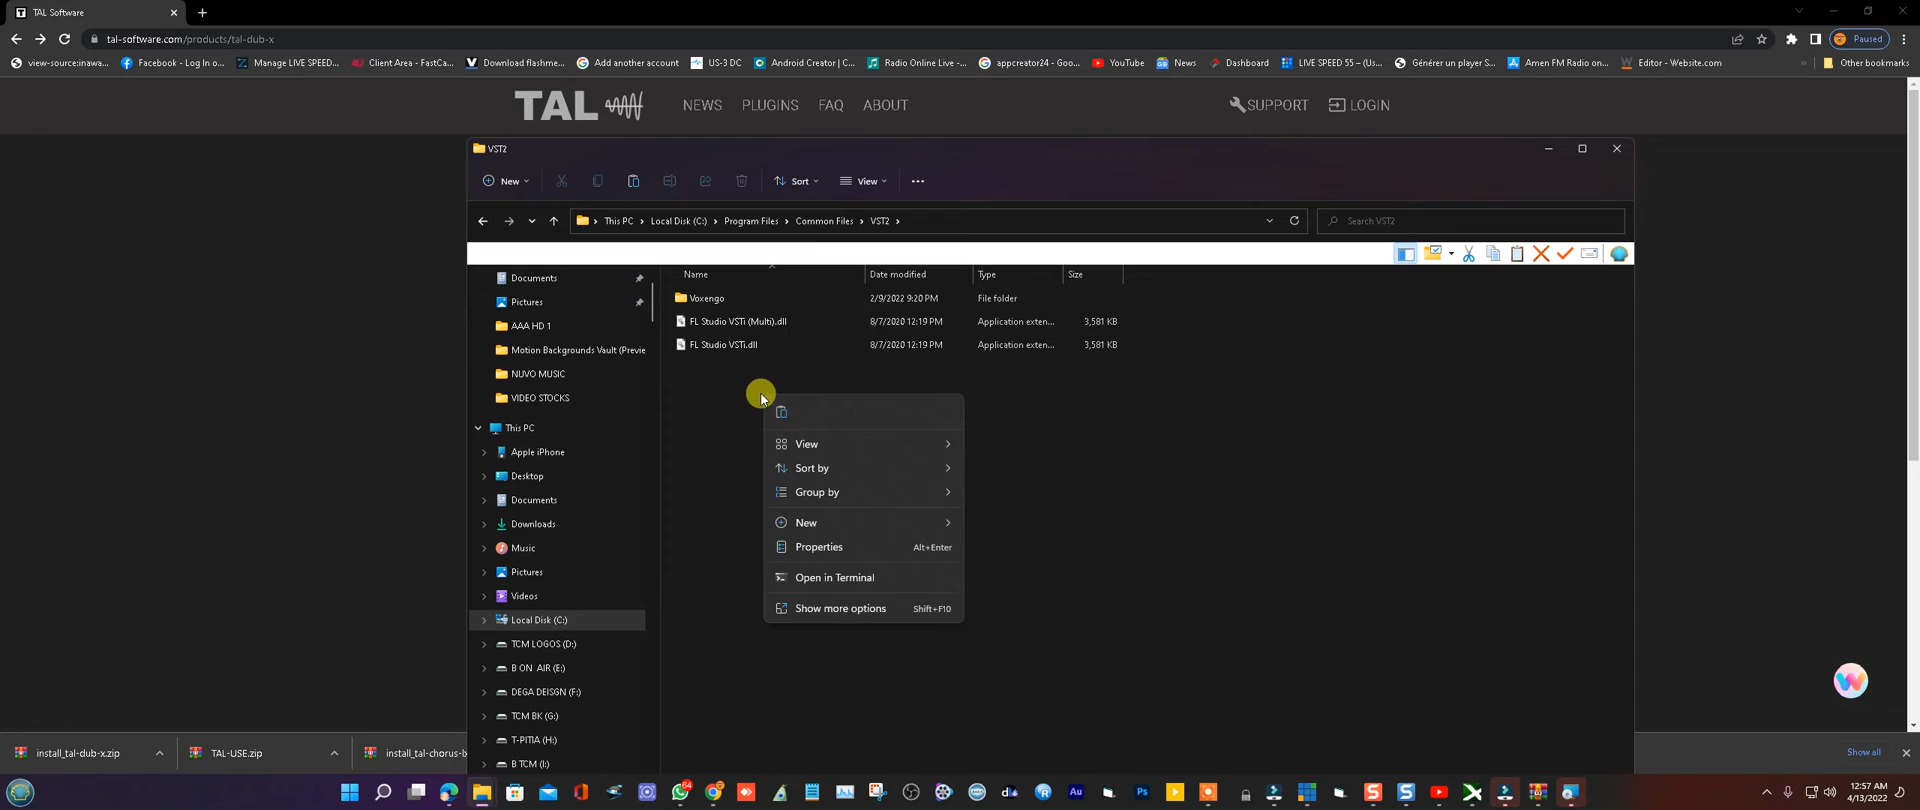 TAL Software
tal-software.com/products/tal-dub-x
Paused
view-source:inawa...
Facebook - Log In o...
Manage LIVE SPEED...
Client Area - FastCa...
Download flashme...
Add another account
US-3 DC
Android Creator | C...
Radio Online Live -...
appcreator24 - Goo...
YouTube
News
Dashboard
LIVE SPEED 55 – (Us...
Générer un player S...
Amen FM Radio on...
Editor - Website.com
Other bookmarks
TAL
NEWS
PLUGINS
FAQ
ABOUT
SUPPORT
LOGIN
VST2
New
Sort
View
This PC
Local Disk (C:)
Program Files
Common Files
VST2
Search VST2
Name
Date modified
Type
Size
Voxengo
2/9/2022 9:20 PM
File folder
FL Studio VSTi (Multi).dll
8/7/2020 12:19 PM
Application exten...
3,581 KB
FL Studio VSTi.dll
8/7/2020 12:19 PM
Application exten...
3,581 KB
Documents
Pictures
AAA HD 1
Motion Backgrounds Vault (Previe
NUVO MUSIC
VIDEO STOCKS
This PC
Apple iPhone
Desktop
Documents
Downloads
Music
Pictures
Videos
Local Disk (C:)
TCM LOGOS (D:)
B ON AIR (E:)
DEGA DEISGN (F:)
TCM BK (G:)
T-PITIA (H:)
B TCM (I:)
View
Sort by
Group by
New
Properties Alt+Enter
Open in Terminal
Show more options Shift+F10
install_tal-dub-x.zip
TAL-USE.zip
install_tal-chorus-lx
Show all
64
12:57 AM
4/13/2022